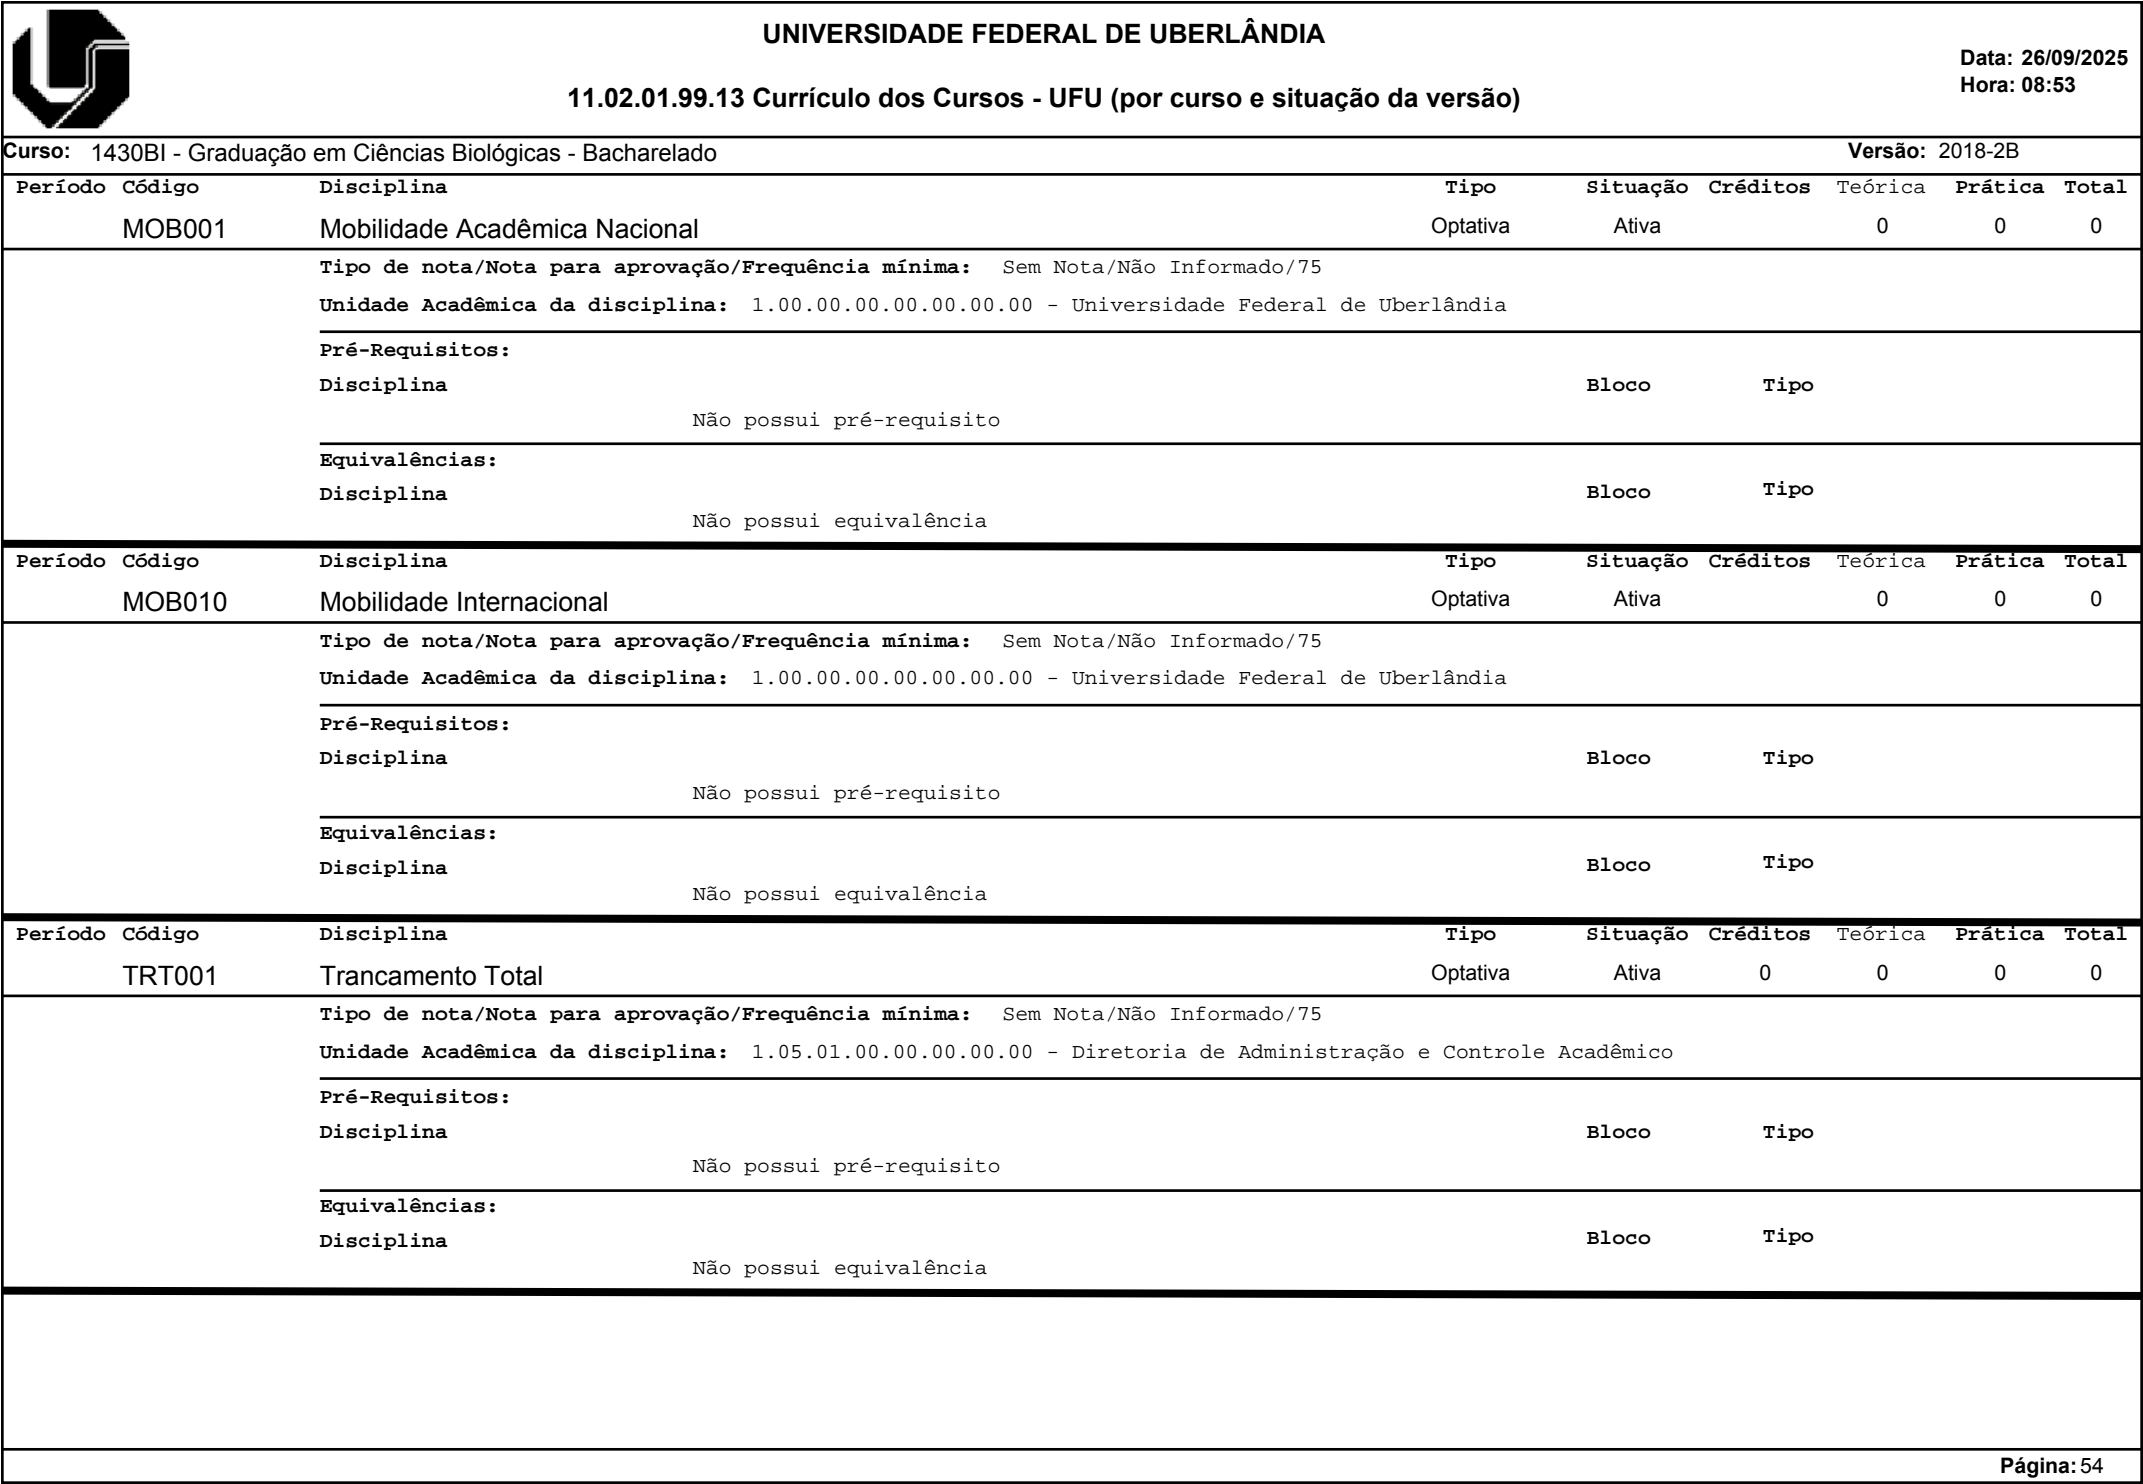 UNIVERSIDADE FEDERAL DE UBERLÂNDIA
Data: 26/09/2025
Hora: 08:53
11.02.01.99.13 Currículo dos Cursos - UFU (por curso e situação da versão)
Curso: 1430BI - Graduação em Ciências Biológicas - Bacharelado Versão: 2018-2B
Período Código Disciplina Tipo Situação Créditos Teórica Prática Total
MOB001 Mobilidade Acadêmica Nacional Optativa Ativa 0 0 0
Tipo de nota/Nota para aprovação/Frequência mínima: Sem Nota/Não Informado/75
Unidade Acadêmica da disciplina: 1.00.00.00.00.00.00.00 - Universidade Federal de Uberlândia
Pré-Requisitos:
Disciplina Bloco Tipo
Não possui pré-requisito
Equivalências:
Disciplina Bloco Tipo
Não possui equivalência
Período Código Disciplina Tipo Situação Créditos Teórica Prática Total
MOB010 Mobilidade Internacional Optativa Ativa 0 0 0
Tipo de nota/Nota para aprovação/Frequência mínima: Sem Nota/Não Informado/75
Unidade Acadêmica da disciplina: 1.00.00.00.00.00.00.00 - Universidade Federal de Uberlândia
Pré-Requisitos:
Disciplina Bloco Tipo
Não possui pré-requisito
Equivalências:
Disciplina Bloco Tipo
Não possui equivalência
Período Código Disciplina Tipo Situação Créditos Teórica Prática Total
TRT001 Trancamento Total Optativa Ativa 0 0 0 0
Tipo de nota/Nota para aprovação/Frequência mínima: Sem Nota/Não Informado/75
Unidade Acadêmica da disciplina: 1.05.01.00.00.00.00.00 - Diretoria de Administração e Controle Acadêmico
Pré-Requisitos:
Disciplina Bloco Tipo
Não possui pré-requisito
Equivalências:
Disciplina Bloco Tipo
Não possui equivalência
Página: 54